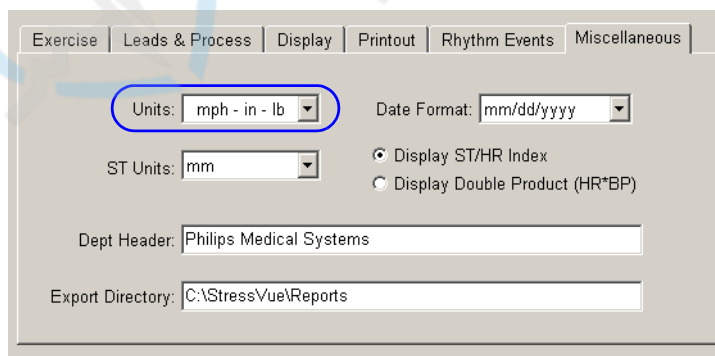 Exercise Leads & Process Display Printout Rhythm Events Miscellaneous
Units: mph - in - lb Date Format: mm/dd/yyyy
ST Units: mm Display ST/HR Index
Display Double Product (HR*BP)
Dept Header: Philips Medical Systems
Export Directory: C:\StressVue\Reports